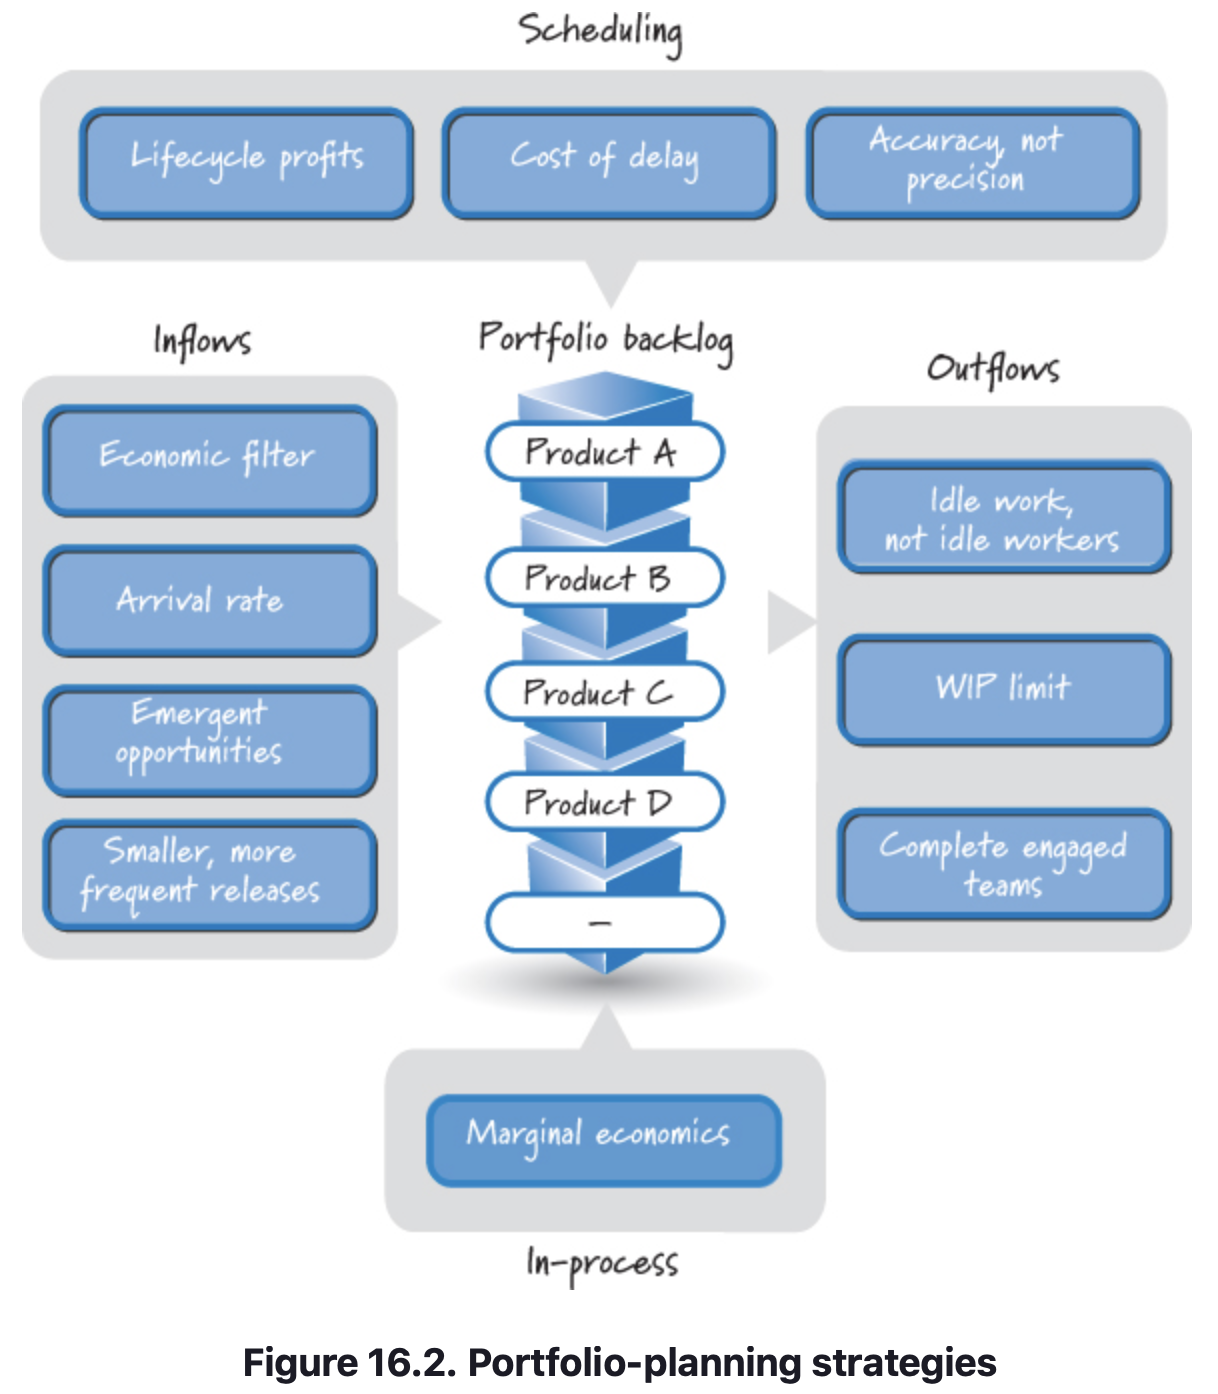 Scheduling
Lifecycle profits
Cost of delay
Accuracy, not
precision
Inflows
Economic filter
Arrival rate
Emergent
opportunities
Smaller, more
frequent releases
Portfolio backlog
Product A
Product B
Product C
Product D
–
Outflows
Idle work,
not idle workers
WIP limit
Complete engaged
teams
Marginal economics
In-process
Figure 16.2. Portfolio-planning strategies